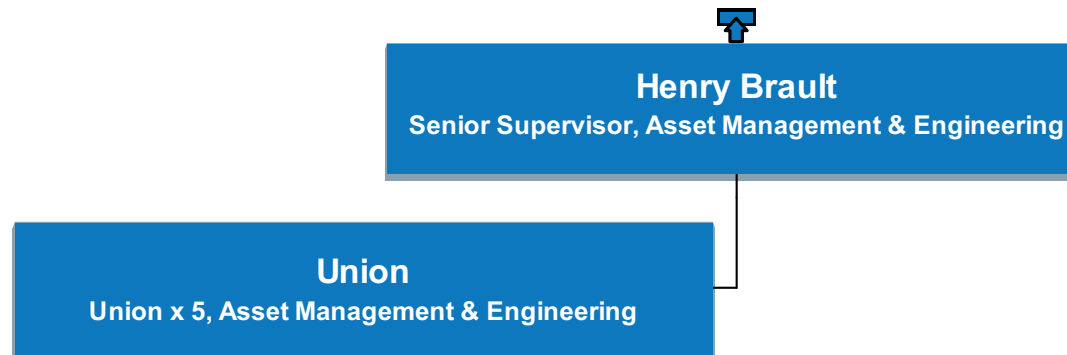 Henry Brault
Senior Supervisor, Asset Management & Engineering
Union
Union x 5, Asset Management & Engineering